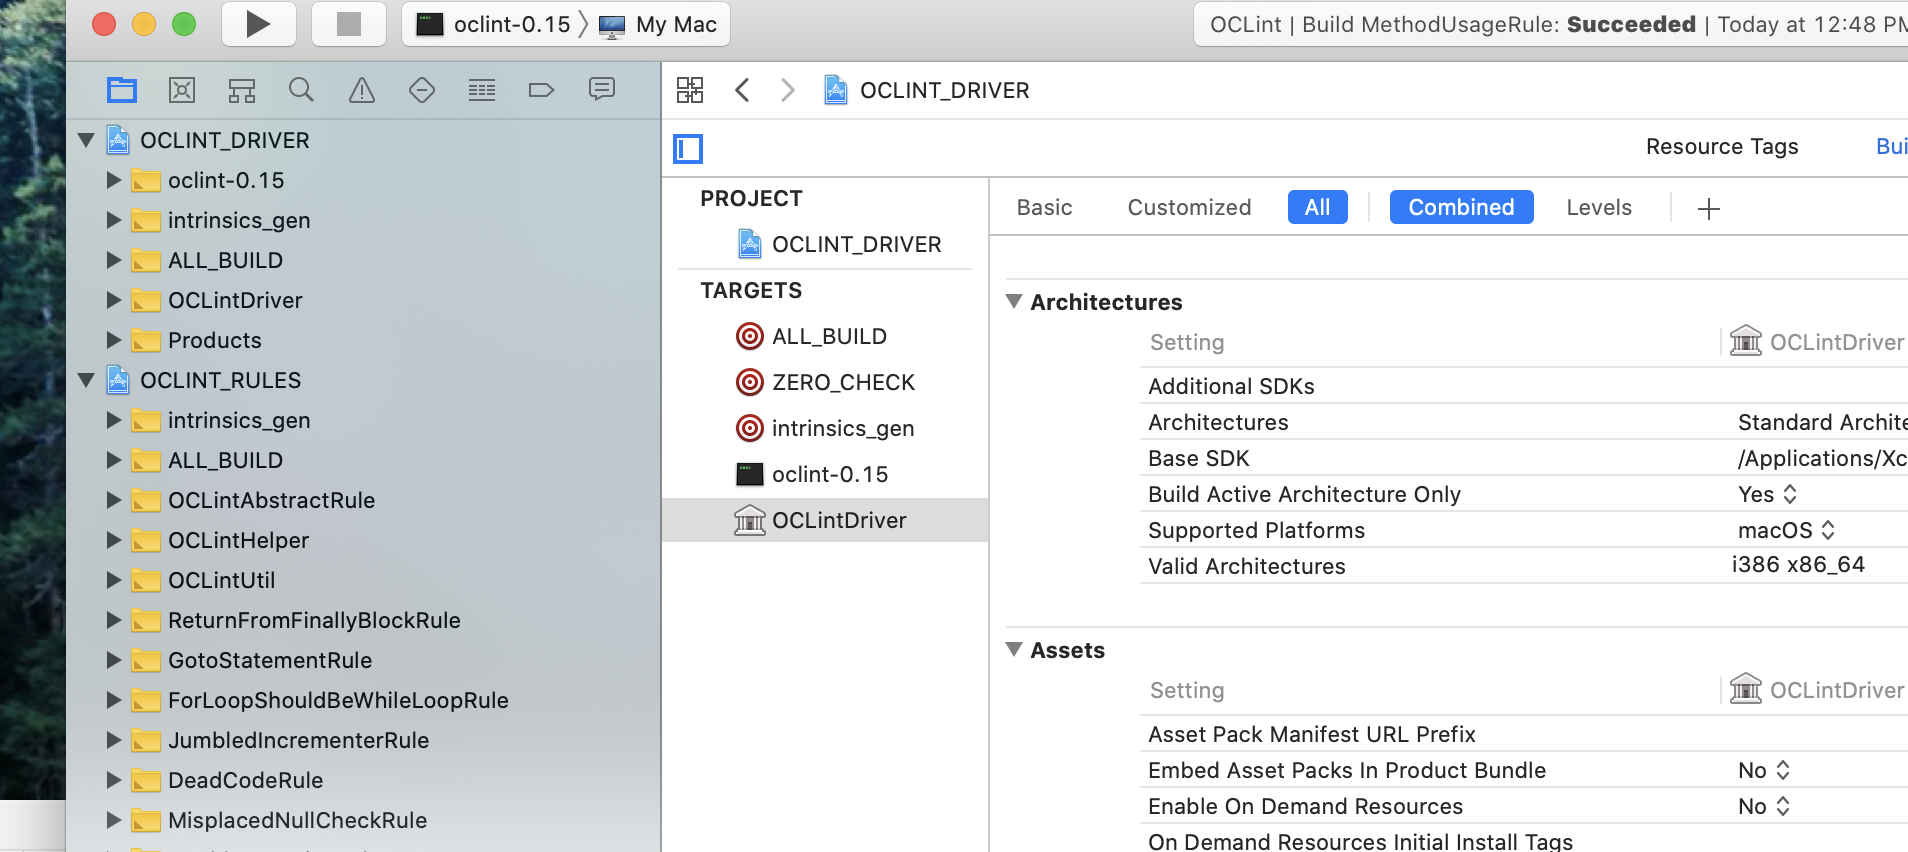 oclint-0.15 〉 My Mac
OCLint | Build MethodUsageRule: Succeeded | Today at 12:48 PM
OCLINT_DRIVER
oclint-0.15
intrinsics_gen
ALL_BUILD
OCLintDriver
Products
OCLINT_RULES
intrinsics_gen
ALL_BUILD
OCLintAbstractRule
OCLintHelper
OCLintUtil
ReturnFromFinallyBlockRule
GotoStatementRule
ForLoopShouldBeWhileLoopRule
JumbledIncrementerRule
DeadCodeRule
MisplacedNullCheckRule
OCLINT_DRIVER
Resource Tags Bui
PROJECT
OCLINT_DRIVER
TARGETS
ALL_BUILD
ZERO_CHECK
intrinsics_gen
oclint-0.15
OCLintDriver
Basic Customized All Combined Levels
Architectures
Setting OCLintDriver
Additional SDKs
Architectures Standard Archite
Base SDK /Applications/Xc
Build Active Architecture Only Yes
Supported Platforms macOS
Valid Architectures i386 x86_64
Assets
Setting OCLintDriver
Asset Pack Manifest URL Prefix
Embed Asset Packs In Product Bundle No
Enable On Demand Resources No
On Demand Resources Initial Install Tags